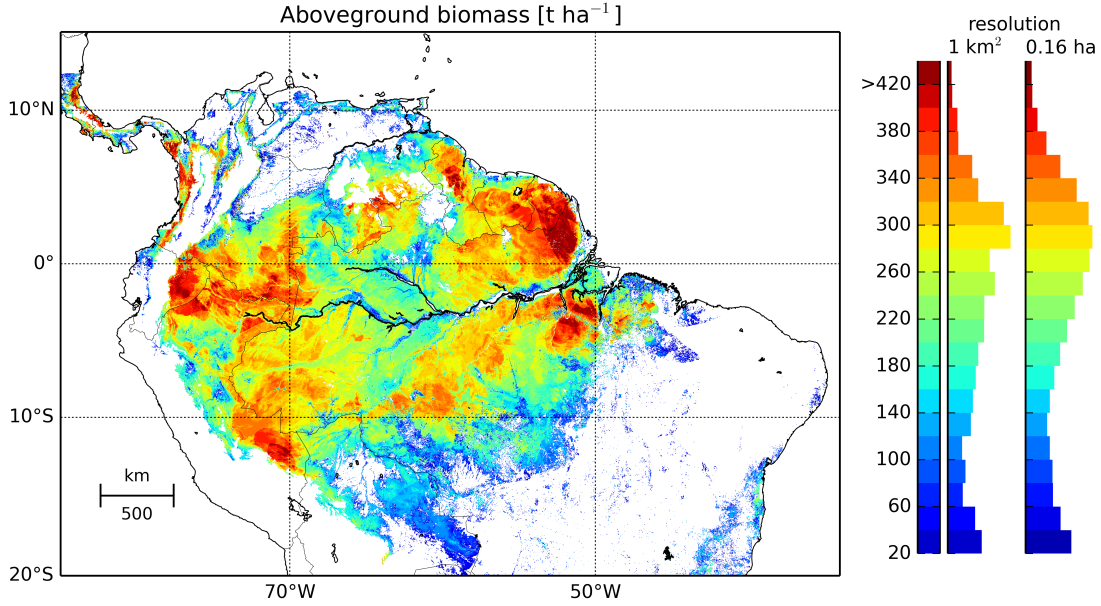 Aboveground biomass [t ha⁻¹]
resolution
1 km² 0.16 ha
>420
380
340
300
260
220
180
140
100
60
20
10°N
0°
10°S
20°S
km
500
70°W 50°W